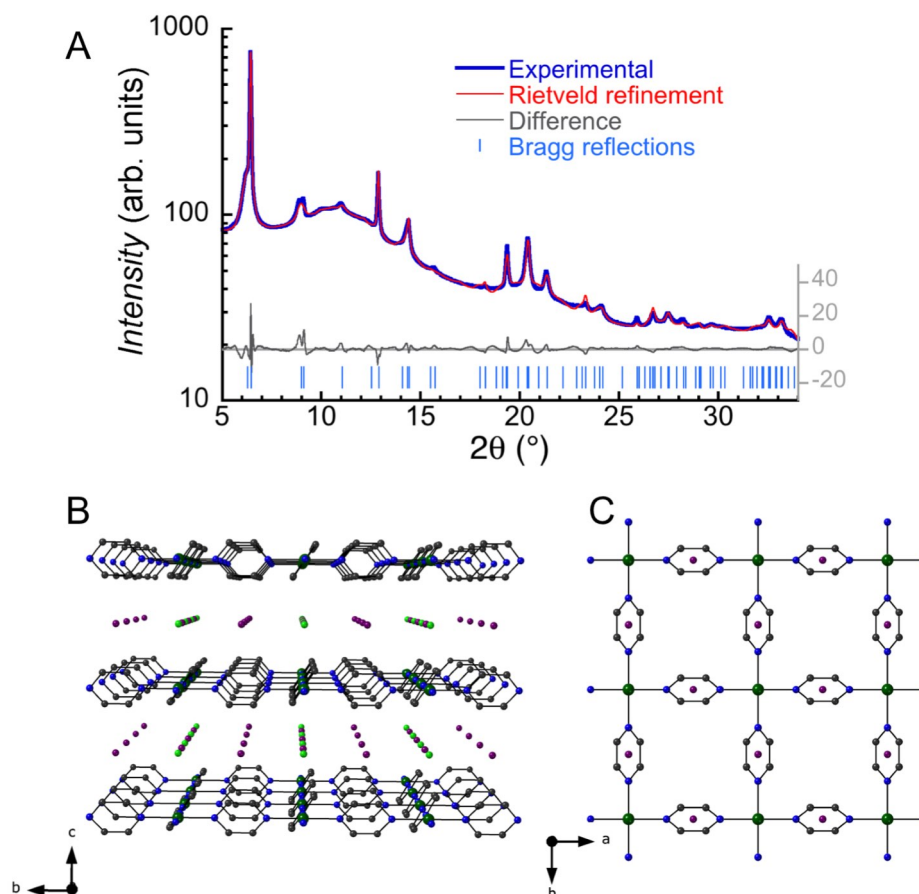 A
1000
100
10
Intensity (arb. units)
Experimental
Rietveld refinement
Difference
Bragg reflections
40
20
0
-20
5 10 15 20 25 30
2θ (°)
B
C
c
b
a
b